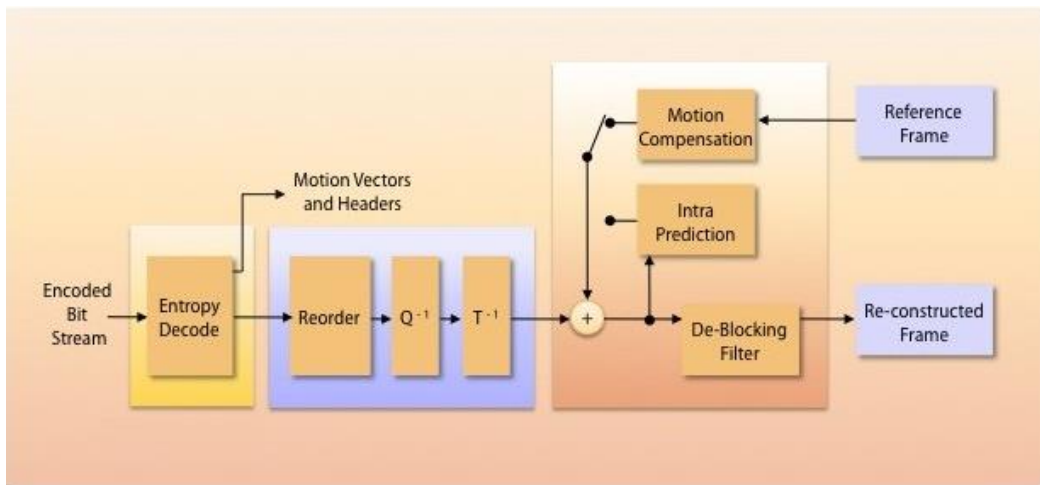 Motion
Compensation
Reference
Frame
Motion Vectors
and Headers
Intra
Prediction
Encoded
Bit
Stream
Entropy
Decode
Reorder
Q⁻¹
T⁻¹
+
De-Blocking
Filter
Re-constructed
Frame